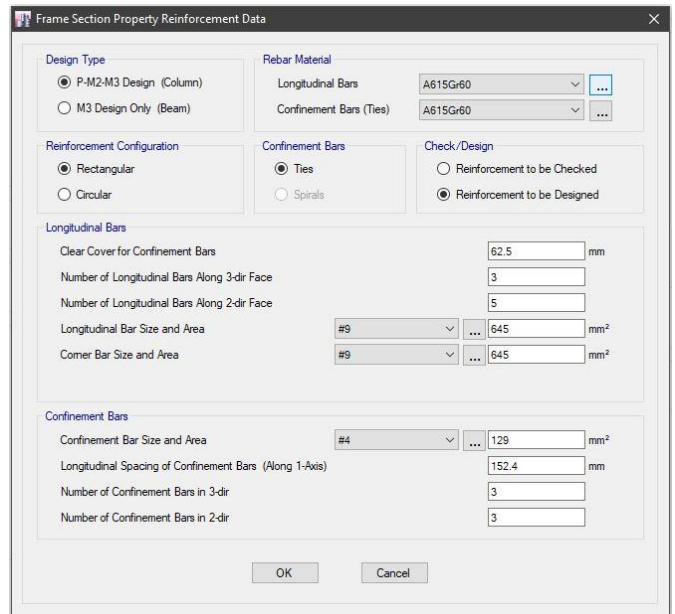 Frame Section Property Reinforcement Data
Design Type
P-M2-M3 Design (Column)
M3 Design Only (Beam)
Rebar Material
Longitudinal Bars A615Gr60 ...
Confinement Bars (Ties) A615Gr60 ...
Reinforcement Configuration
Rectangular
Circular
Confinement Bars
Ties
Spirals
Check/Design
Reinforcement to be Checked
Reinforcement to be Designed
Longitudinal Bars
Clear Cover for Confinement Bars 62.5 mm
Number of Longitudinal Bars Along 3-dir Face 3
Number of Longitudinal Bars Along 2-dir Face 5
Longitudinal Bar Size and Area #9 ... 645 mm²
Corner Bar Size and Area #9 ... 645 mm²
Confinement Bars
Confinement Bar Size and Area #4 ... 129 mm²
Longitudinal Spacing of Confinement Bars (Along 1-Axis) 152.4 mm
Number of Confinement Bars in 3-dir 3
Number of Confinement Bars in 2-dir 3
OK Cancel